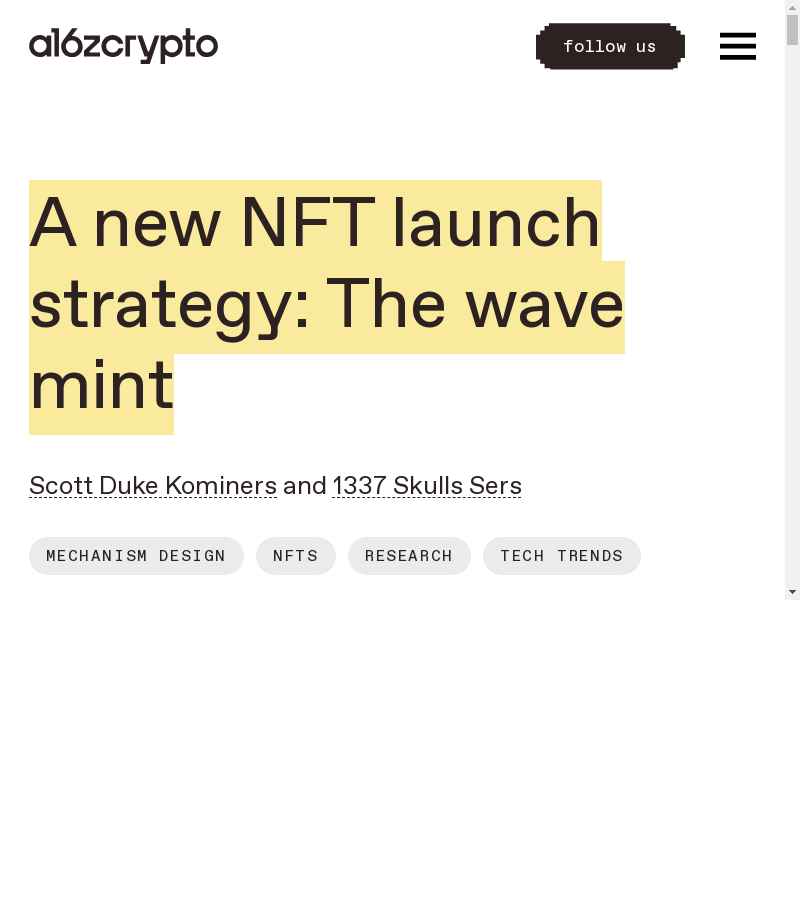 a16zcrypto
follow us
A new NFT launch
strategy: The wave
mint
Scott Duke Kominers and 1337 Skulls Sers
MECHANISM DESIGN NFTS RESEARCH TECH TRENDS